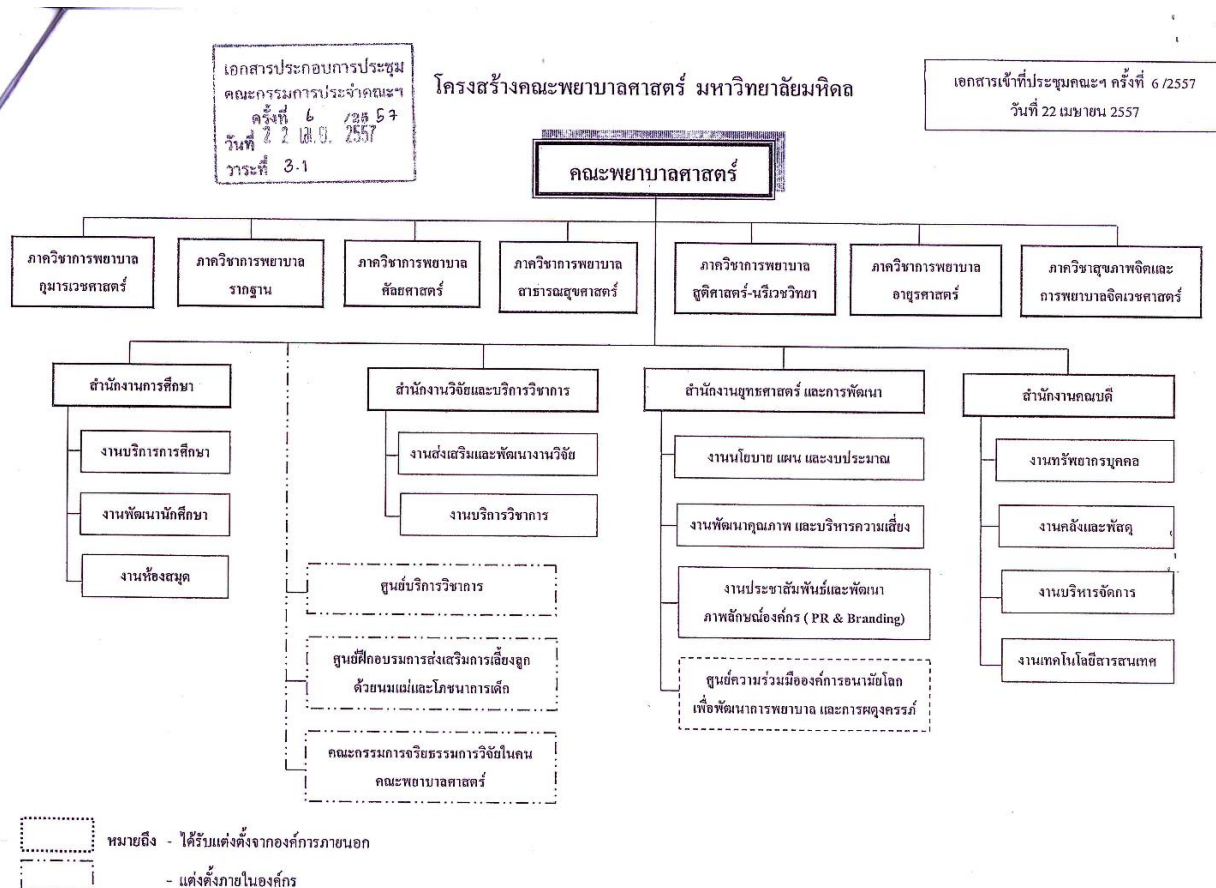 เอกสารประกอบการประชุม
คณะกรรมการประจำคณะฯ
ครั้งที่ 6 /2557
วันที่ 2 2 เม.ย. 2557
วาระที่ 3.1
โครงสร้างคณะพยาบาลศาสตร์ มหาวิทยาลัยมหิดล
เอกสารเข้าที่ประชุมคณะฯ ครั้งที่ 6 /2557
วันที่ 22 เมษายน 2557
คณะพยาบาลศาสตร์
ภาควิชาการพยาบาล
กุมารเวชศาสตร์
ภาควิชาการพยาบาล
รากฐาน
ภาควิชาการพยาบาล
ศัลยศาสตร์
ภาควิชาการพยาบาล
สาธารณสุขศาสตร์
ภาควิชาการพยาบาล
สูติศาสตร์-นรีเวชวิทยา
ภาควิชาการพยาบาล
อายุรศาสตร์
ภาควิชาสุขภาพจิตและ
การพยาบาลจิตเวชศาสตร์
สำนักงานการศึกษา
งานบริการการศึกษา
งานพัฒนานักศึกษา
งานห้องสมุด
สำนักงานวิจัยและบริการวิชาการ
งานส่งเสริมและพัฒนางานวิจัย
งานบริการวิชาการ
ศูนย์บริการวิชาการ
ศูนย์ฝึกอบรมการส่งเสริมการเลี้ยงลูก
ด้วยนมแม่และโภชนาการเด็ก
คณะกรรมการจริยธรรมการวิจัยในคน
คณะพยาบาลศาสตร์
สำนักงานยุทธศาสตร์ และการพัฒนา
งานนโยบาย แผน และงบประมาณ
งานพัฒนาคุณภาพ และบริหารความเสี่ยง
งานประชาสัมพันธ์และพัฒนา
ภาพลักษณ์องค์กร ( PR & Branding)
ศูนย์ความร่วมมือองค์การอนามัยโลก
เพื่อพัฒนาการพยาบาล และการผดุงครรภ์
สำนักงานคณบดี
งานทรัพยากรบุคคล
งานคลังและพัสดุ
งานบริหารจัดการ
งานเทคโนโลยีสารสนเทศ
หมายถึง - ได้รับแต่งตั้งจากองค์การภายนอก
- แต่งตั้งภายในองค์กร